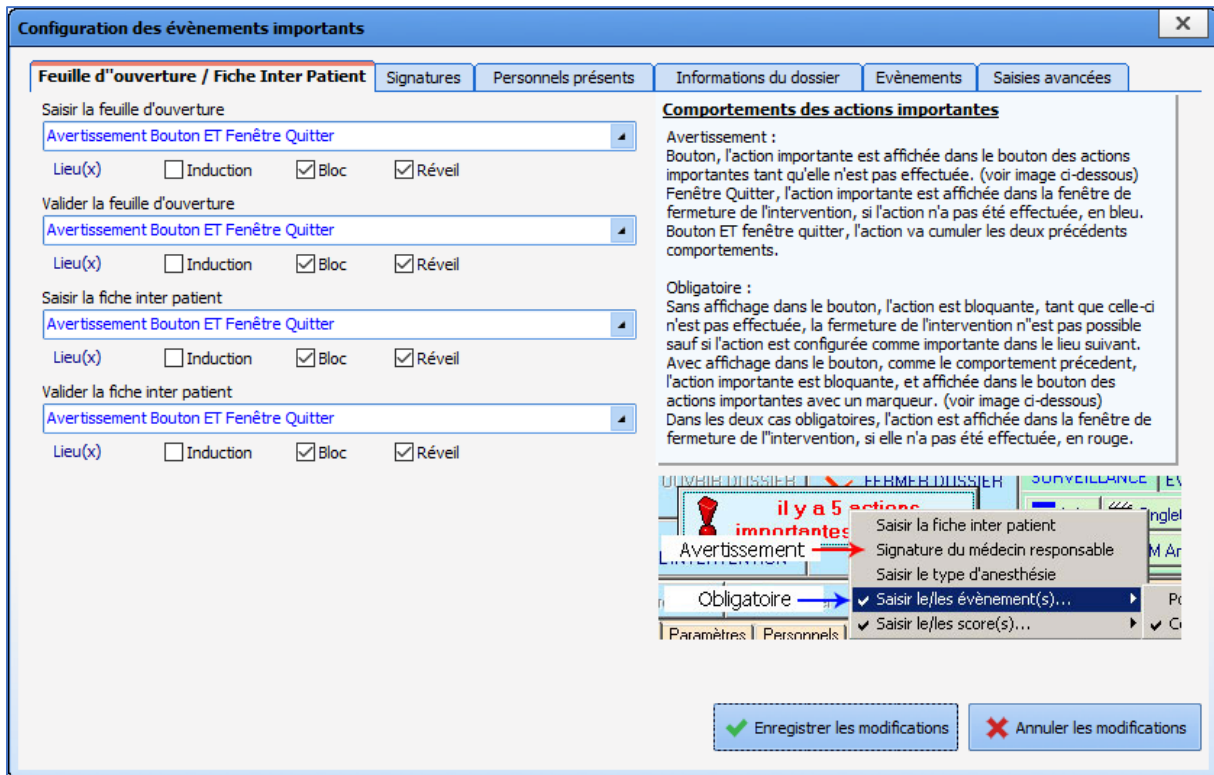 Configuration des évènements importants
Feuille d"ouverture / Fiche Inter Patient
Signatures
Personnels présents
Informations du dossier
Evènements
Saisies avancées
Saisir la feuille d'ouverture
Avertissement Bouton ET Fenêtre Quitter
Lieu(x) Induction Bloc Réveil
Valider la feuille d'ouverture
Avertissement Bouton ET Fenêtre Quitter
Lieu(x) Induction Bloc Réveil
Saisir la fiche inter patient
Avertissement Bouton ET Fenêtre Quitter
Lieu(x) Induction Bloc Réveil
Valider la fiche inter patient
Avertissement Bouton ET Fenêtre Quitter
Lieu(x) Induction Bloc Réveil
Comportements des actions importantes
Avertissement :
Bouton, l'action importante est affichée dans le bouton des actions
importantes tant qu'elle n'est pas effectuée. (voir image ci-dessous)
Fenêtre Quitter, l'action importante est affichée dans la fenêtre de
fermeture de l'intervention, si l'action n'a pas été effectuée, en bleu.
Bouton ET fenêtre quitter, l'action va cumuler les deux précédents
comportements.
Obligatoire :
Sans affichage dans le bouton, l'action est bloquante, tant que celle-ci
n'est pas effectuée, la fermeture de l'intervention n"est pas possible
sauf si l'action est configurée comme importante dans le lieu suivant.
Avec affichage dans le bouton, comme le comportement précedent,
l'action importante est bloquante, et affichée dans le bouton des
actions importantes avec un marqueur. (voir image ci-dessous)
Dans les deux cas obligatoires, l'action est affichée dans la fenêtre de
fermeture de l"intervention, si elle n'a pas été effectuée, en rouge.
OUVRIR DOSSIER FERMER DOSSIER SURVEILLANCE
il y a 5 actions
importantes
Saisir la fiche inter patient
Avertissement
Signature du médecin responsable
Saisir le type d'anesthésie
Obligatoire
Saisir le/les évènement(s)...
Saisir le/les score(s)...
Paramètres Personnels
Enregistrer les modifications
Annuler les modifications